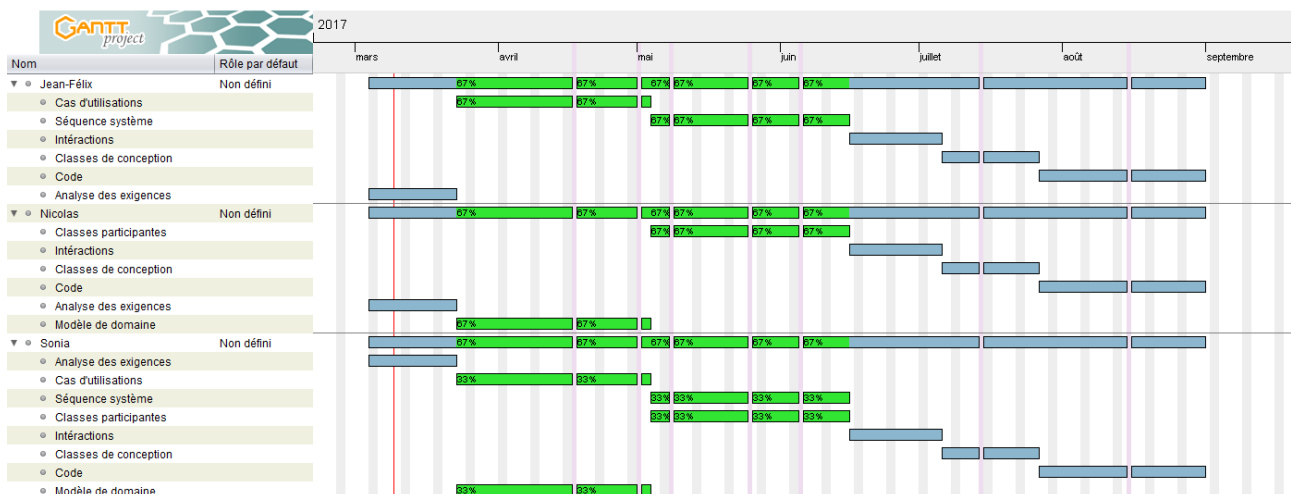 GANTT
project
2017
Nom Rôle par défaut mars avril mai juin juillet août septembre
Jean-Félix Non défini 67% 67% 67% 67% 67% 67%
Cas d'utilisations 67% 67%
Séquence système 67% 67% 67% 67%
Intéractions
Classes de conception
Code
Analyse des exigences
Nicolas Non défini 67% 67% 67% 67% 67% 67%
Classes participantes 67% 67% 67% 67%
Intéractions
Classes de conception
Code
Analyse des exigences
Modèle de domaine 67% 67%
Sonia Non défini 67% 67% 67% 67% 67% 67%
Analyse des exigences
Cas d'utilisations 33% 33%
Séquence système 33% 33% 33% 33%
Classes participantes 33% 33% 33% 33%
Intéractions
Classes de conception
Code
Modèle de domaine 33% 33%